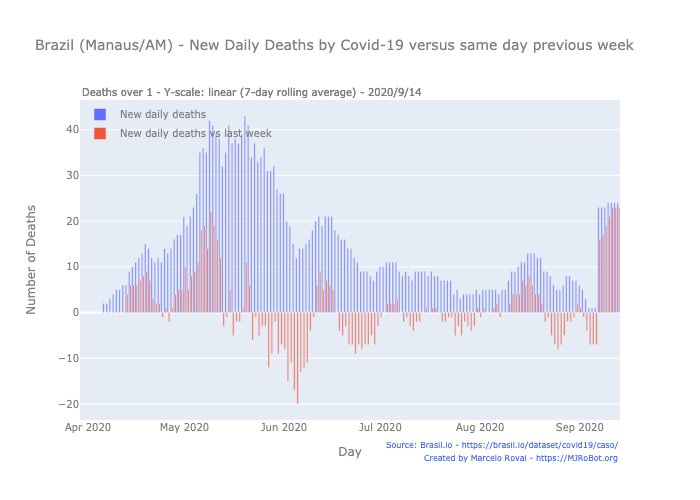 Brazil (Manaus/AM) - New Daily Deaths by Covid-19 versus same day previous week
Deaths over 1 - Y-scale: linear (7-day rolling average) - 2020/9/14
New daily deaths
New daily deaths vs last week
Number of Deaths
40
30
20
10
0
−10
−20
Apr 2020 May 2020 Jun 2020 Jul 2020 Aug 2020 Sep 2020
Day
Source: Brasil.io - https://brasil.io/dataset/covid19/caso/
Created by Marcelo Rovai - https://MJRoBot.org